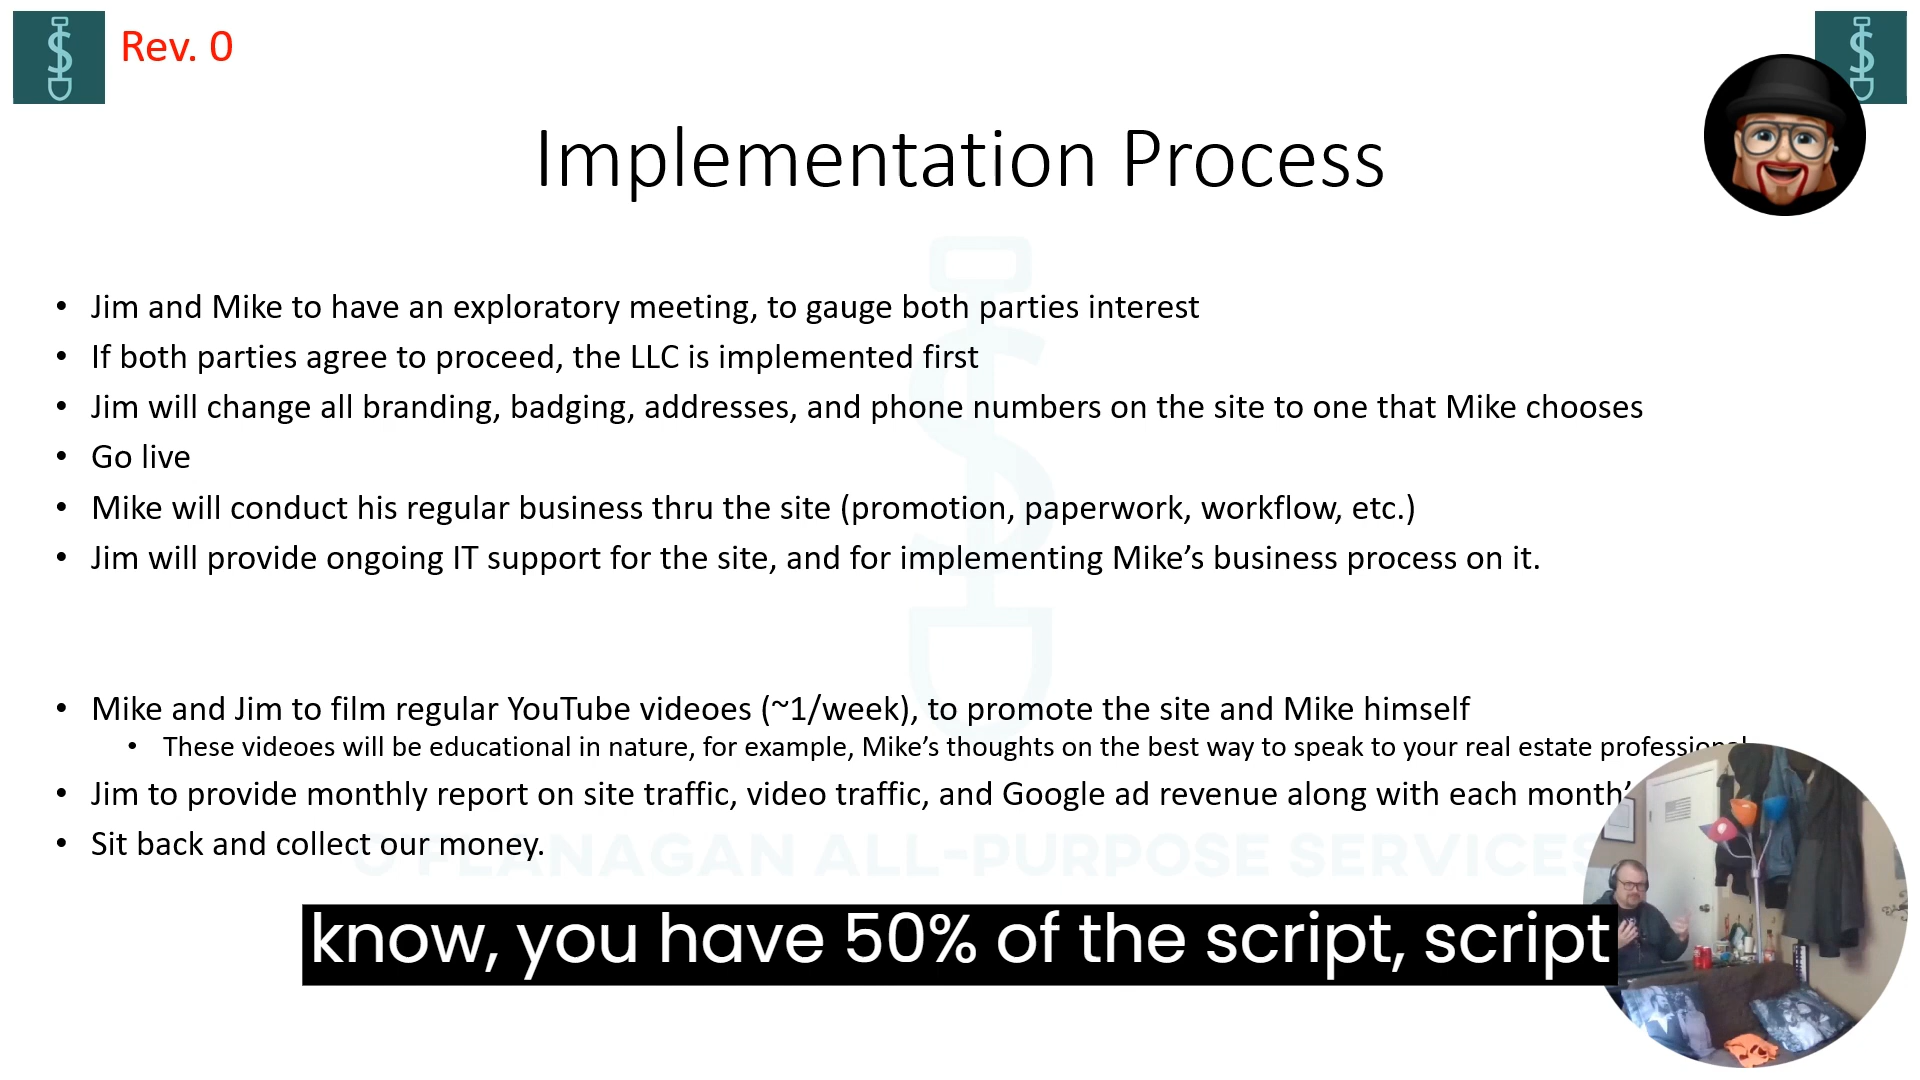 Rev. 0
Implementation Process
• Jim and Mike to have an exploratory meeting, to gauge both parties interest
• If both parties agree to proceed, the LLC is implemented first
• Jim will change all branding, badging, addresses, and phone numbers on the site to one that Mike chooses
• Go live
• Mike will conduct his regular business thru the site (promotion, paperwork, workflow, etc.)
• Jim will provide ongoing IT support for the site, and for implementing Mike’s business process on it.
• Mike and Jim to film regular YouTube videoes (~1/week), to promote the site and Mike himself
• These videoes will be educational in nature, for example, Mike’s thoughts on the best way to speak to your real estate professional
• Jim to provide monthly report on site traffic, video traffic, and Google ad revenue along with each month’
• Sit back and collect our money.
O'FLANAGAN ALL-PURPOSE SERVICES
know, you have 50% of the script, script